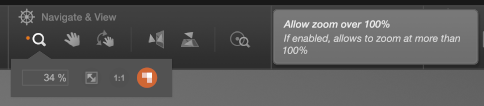 Navigate & View
Allow zoom over 100%
If enabled, allows to zoom at more than
100%
34 %
1:1